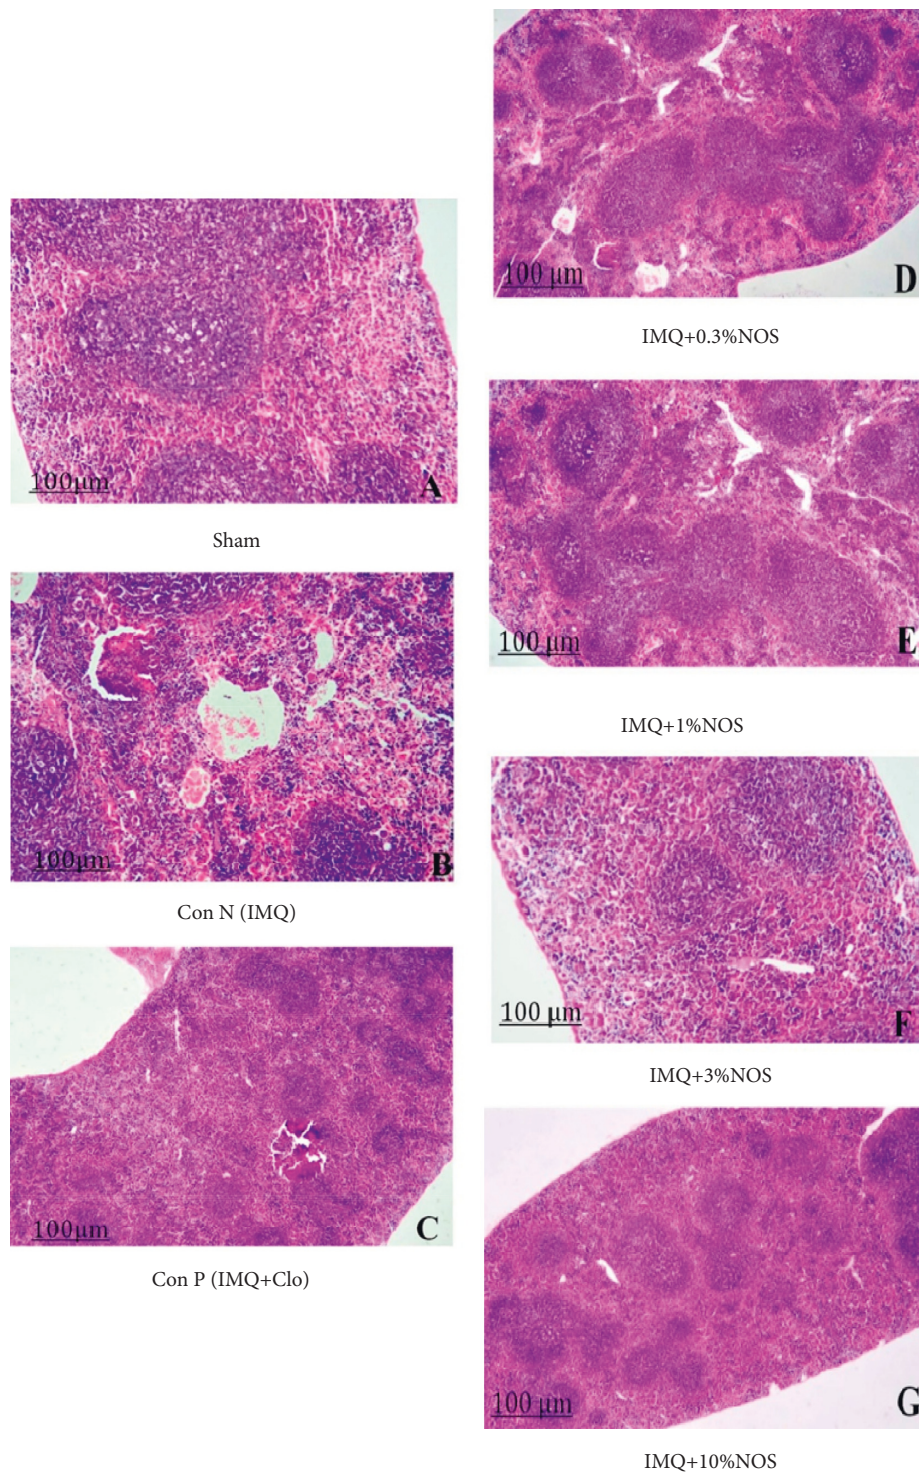 100µm
A
Sham
100µm
B
Con N (IMQ)
100µm
C
Con P (IMQ+Clo)
100 µm
D
IMQ+0.3%NOS
100 µm
E
IMQ+1%NOS
100 µm
F
IMQ+3%NOS
100 µm
G
IMQ+10%NOS